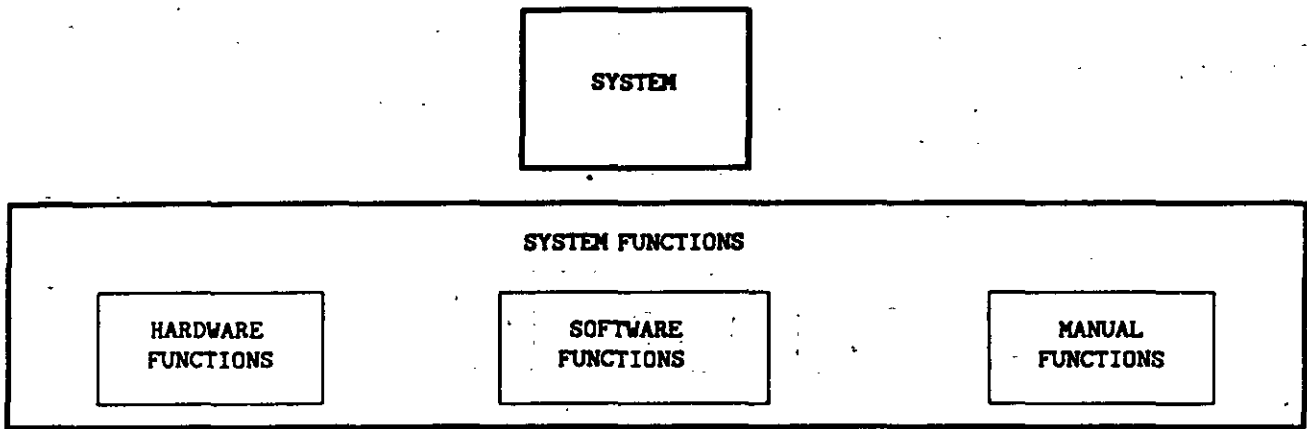 SYSTEM
SYSTEM FUNCTIONS
HARDWARE
FUNCTIONS
SOFTWARE
FUNCTIONS
MANUAL
FUNCTIONS